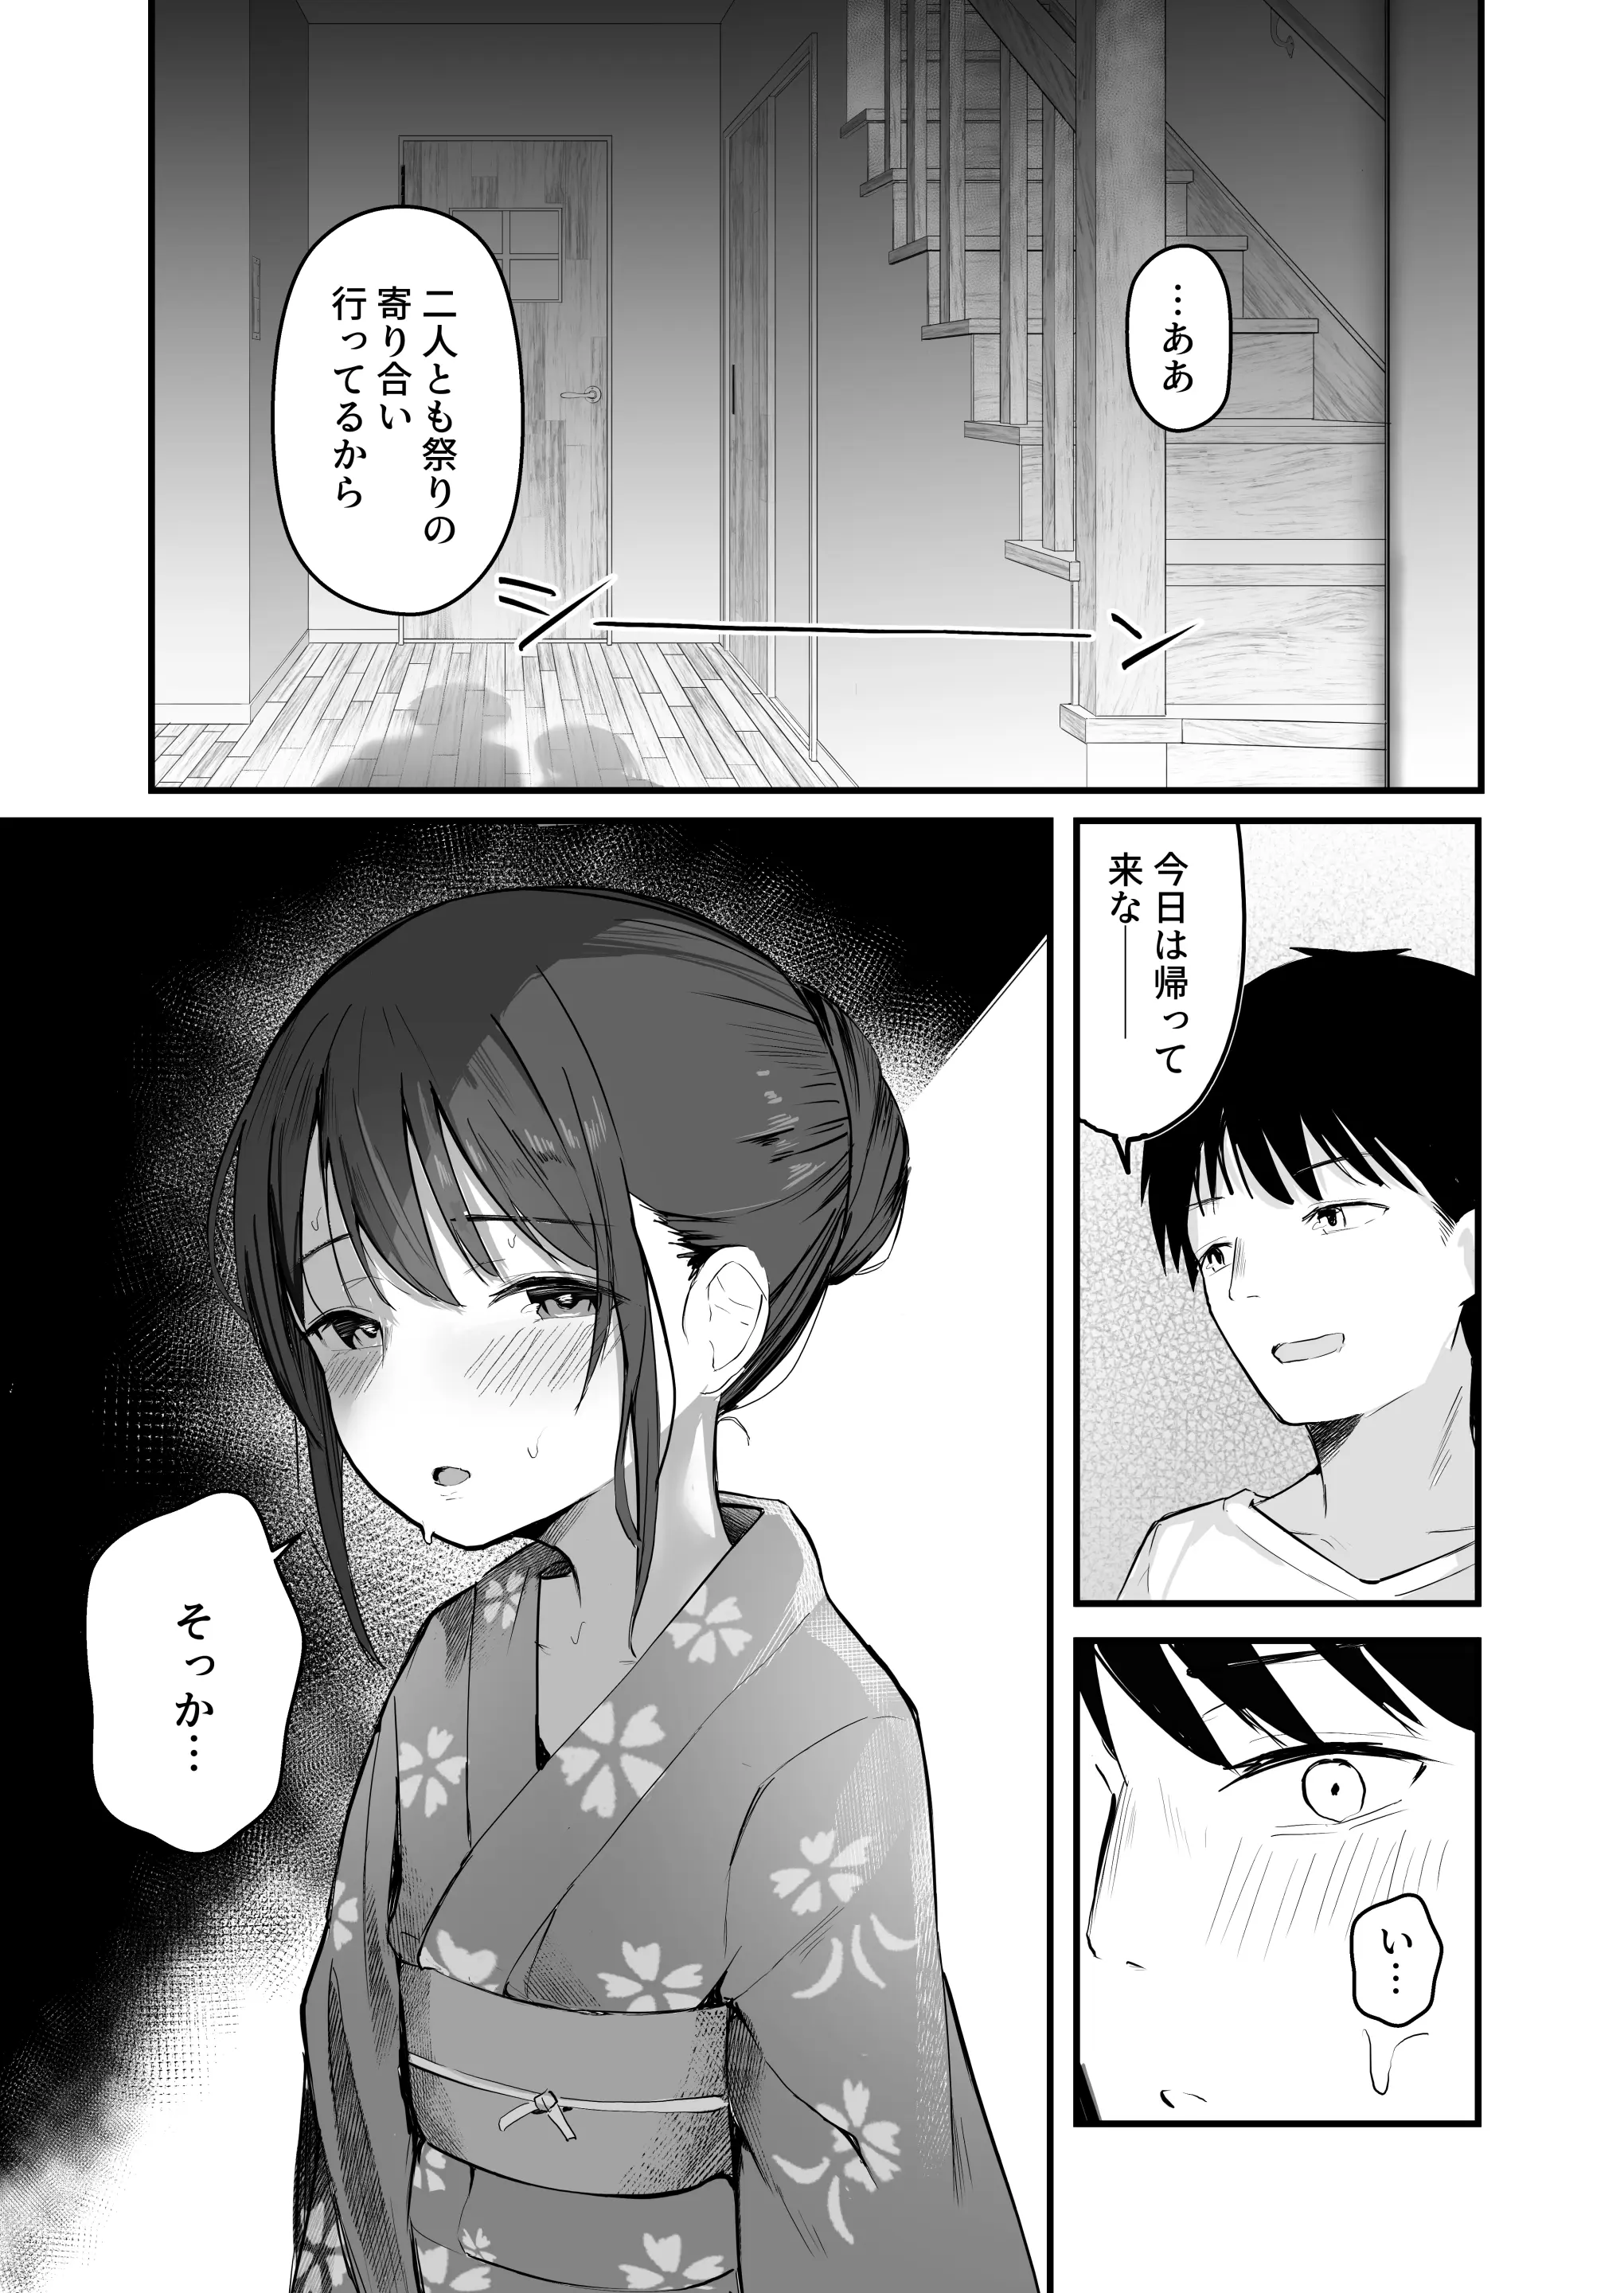 …ああ
二人とも祭りの
寄り合い
行ってるから
シーン
今日は帰って
来な――
い…
そっか…